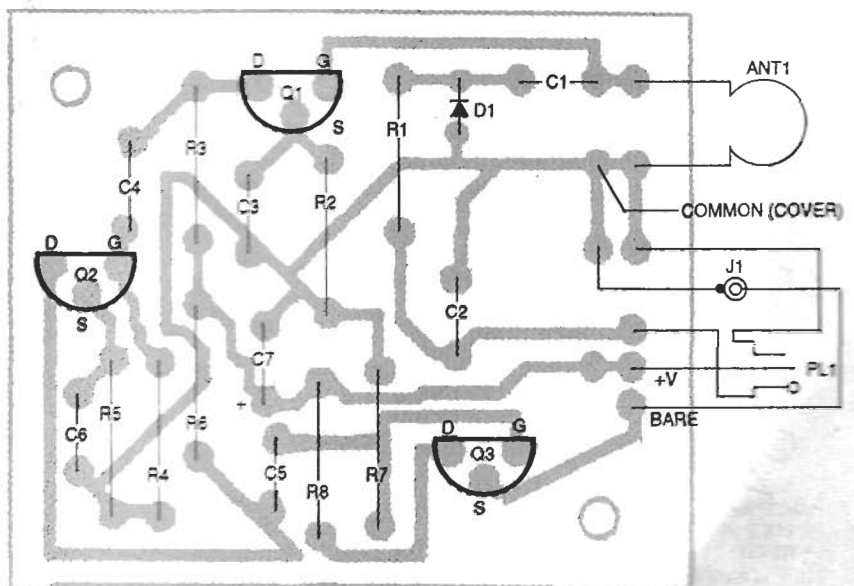 D G
Q1
S
ANT1
C1
D1
R1
R3
C4
C3
R2
COMMON (COVER)
D G
Q2
S
J1
C2
C7
+
+V
PL1
BARE
R5
R6
C6
R4
C5
R8
R7
D G
Q3
S